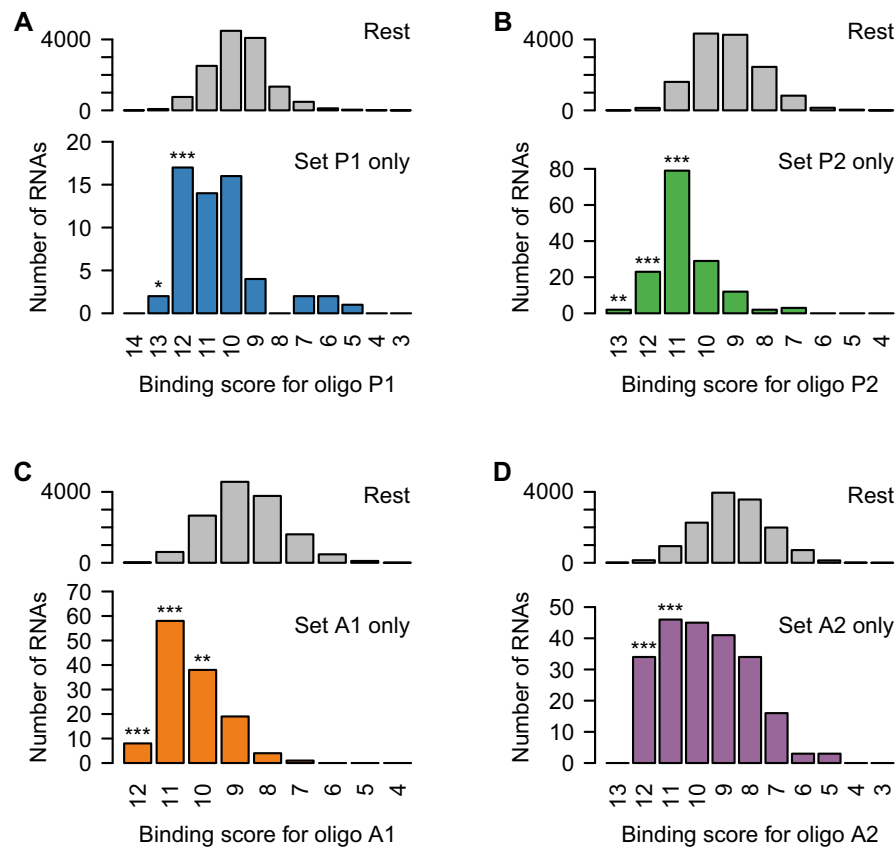 A
Rest
4000
0
Number of RNAs
Set P1 only
20
15
10
5
0
***
*
14 13 12 11 10 9 8 7 6 5 4 3
Binding score for oligo P1
B
Rest
4000
0
Number of RNAs
Set P2 only
80
60
40
20
0
***
***
**
13 12 11 10 9 8 7 6 5 4
Binding score for oligo P2
C
Rest
4000
0
Number of RNAs
Set A1 only
70
60
50
40
30
20
10
0
***
**
***
12 11 10 9 8 7 6 5 4
Binding score for oligo A1
D
Rest
4000
0
Number of RNAs
Set A2 only
50
40
30
20
10
0
***
***
13 12 11 10 9 8 7 6 5 4 3
Binding score for oligo A2